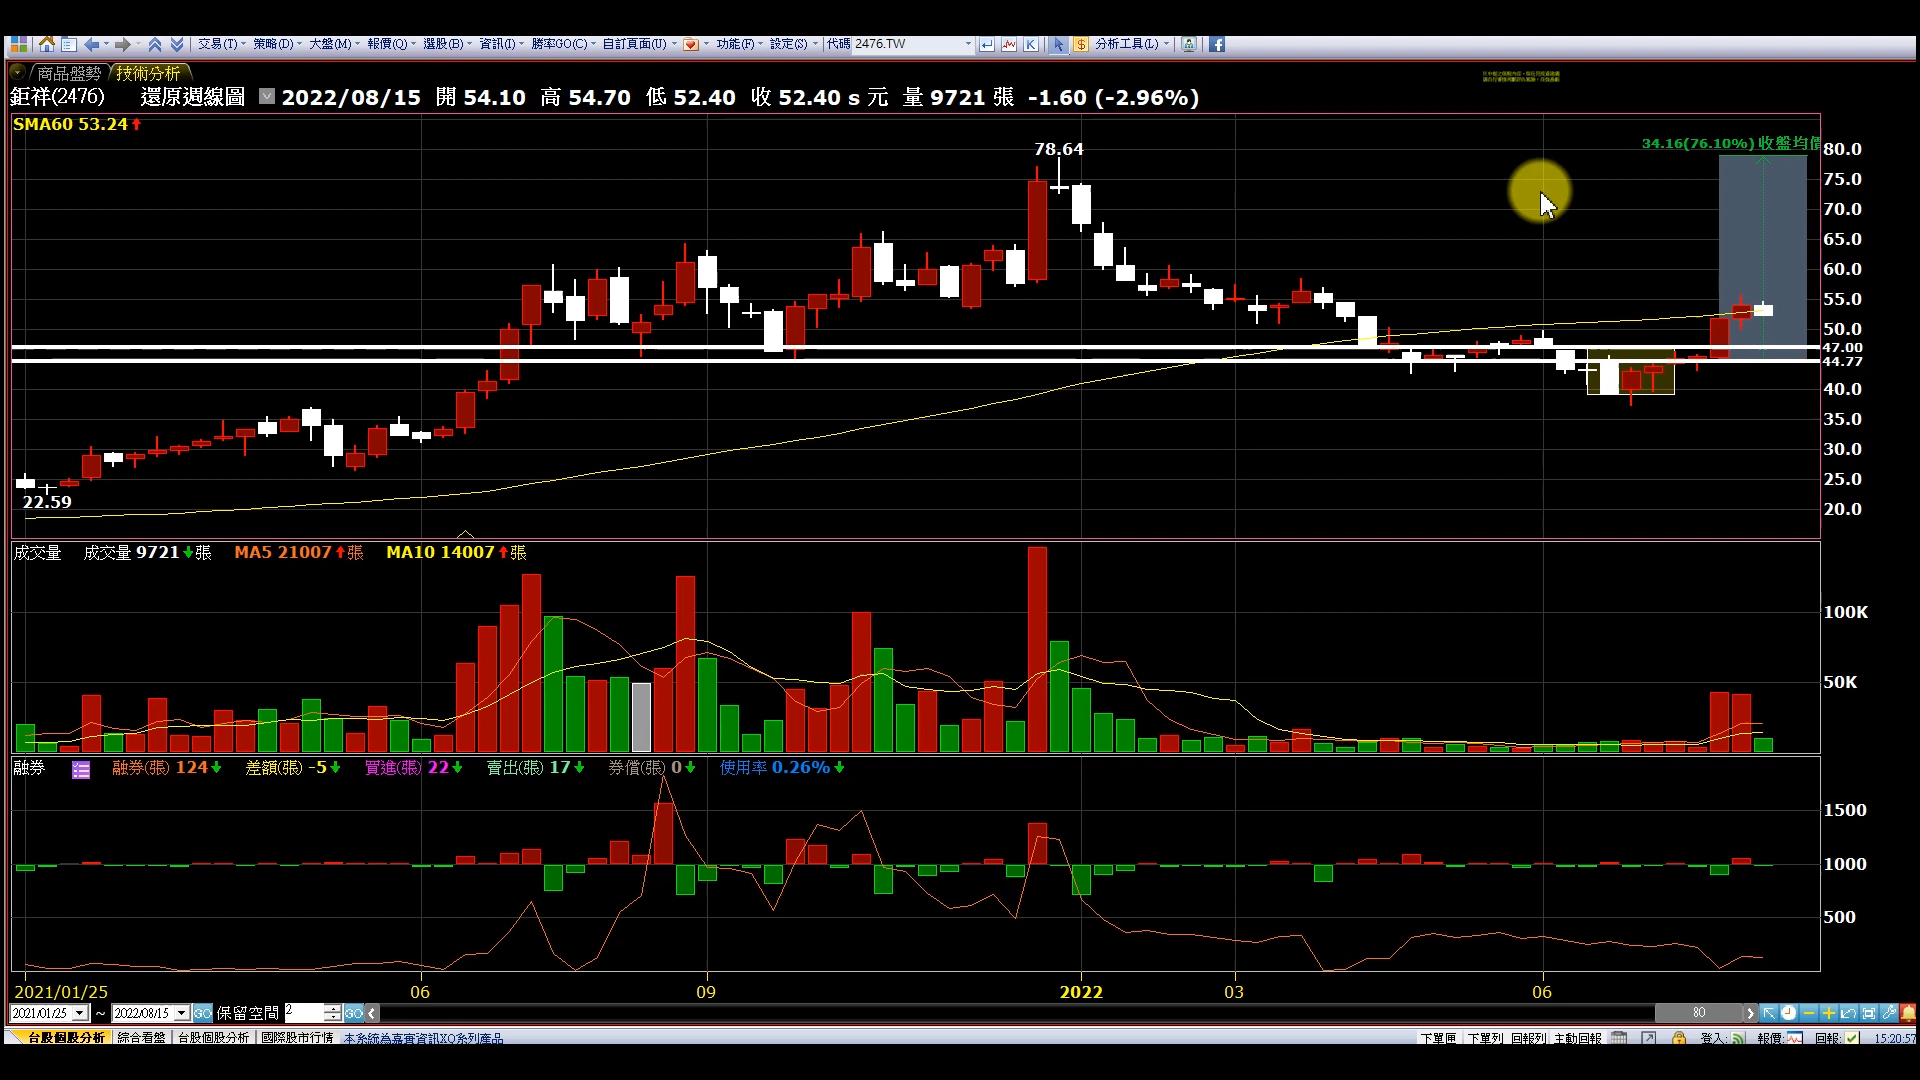 交易(T) 策略(D) 大盤(M) 報價(Q) 選股(B) 資訊(I) 勝率GO(C) 自訂頁面(U) 功能(F) 設定(S) 代碼 2476.TW K $ 分析工具(L)
商品盤勢 技術分析
鉅祥(2476) 還原週線圖 2022/08/15 開 54.10 高 54.70 低 52.40 收 52.40 s 元 量 9721 張 -1.60 (-2.96%)
SMA60 53.24
34.16(76.10%) 收盤均價
78.64
22.59
80.0
75.0
70.0
65.0
60.0
55.0
50.0
47.00
44.77
40.0
35.0
30.0
25.0
20.0
成交量 成交量 9721 張 MA5 21007 張 MA10 14007 張
100K
50K
融券 融券(張) 124 差額(張) -5 買進(張) 22 賣出(張) 17 券償(張) 0 使用率 0.26%
1500
1000
500
2021/01/25 06 09 2022 03 06
2021/01/25 ~ 2022/08/15 GO 保留空間 2 GO 80
台股個股分析 綜合看盤 台股個股分析 國際股市行情 本系統為嘉實資訊XQ系列產品 下單匣 下單列 回報列 主動回報 登入: 報價: 回報: 15:20:57